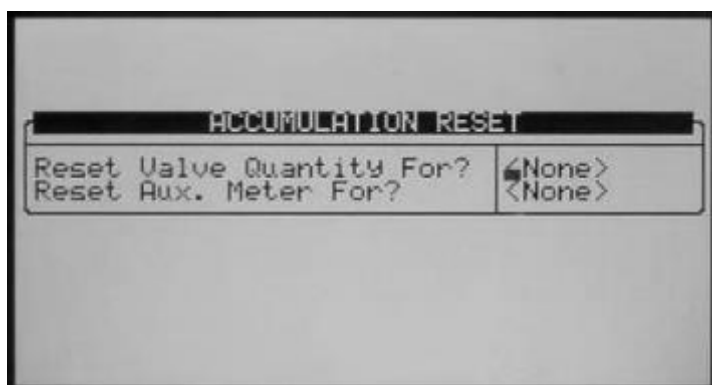 ACCUMULATION RESET
Reset Valve Quantity For? <None>
Reset Aux. Meter For? <None>